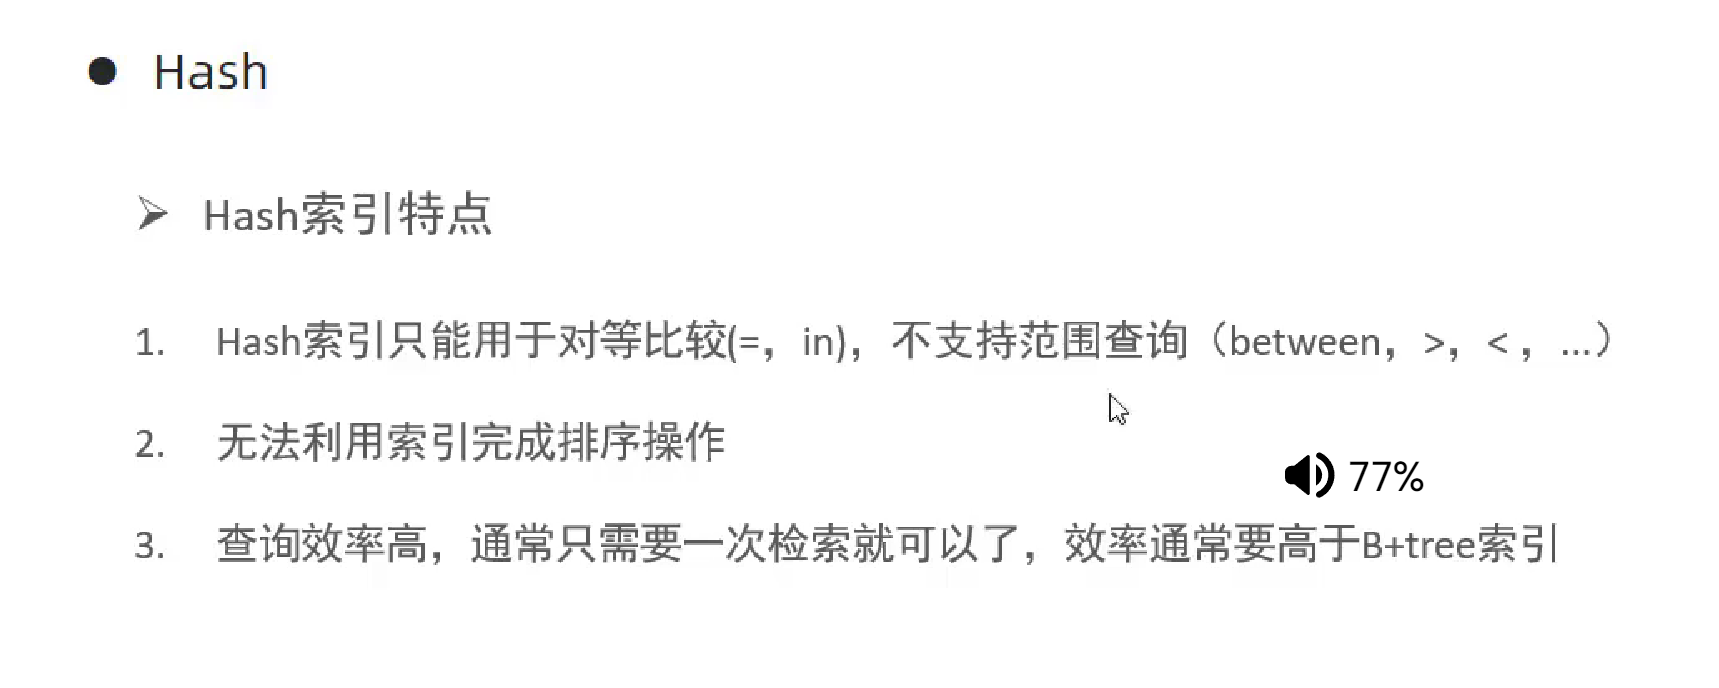 ● Hash
➢ Hash索引特点
1. Hash索引只能用于对等比较(=，in)，不支持范围查询（between，>，<，...）
2. 无法利用索引完成排序操作
77%
3. 查询效率高，通常只需要一次检索就可以了，效率通常要高于B+tree索引